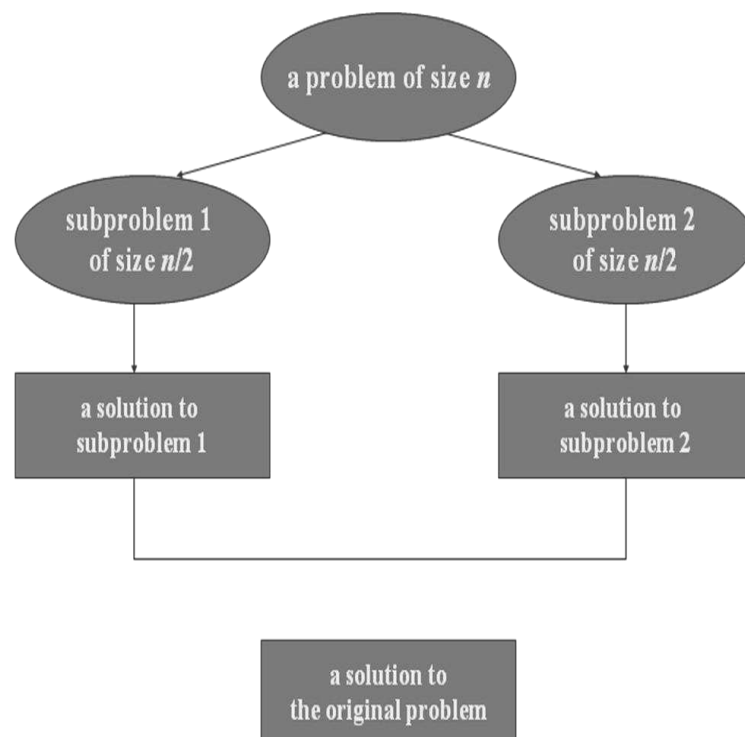 a problem of size n
subproblem 1
of size n/2
subproblem 2
of size n/2
a solution to
subproblem 1
a solution to
subproblem 2
a solution to
the original problem